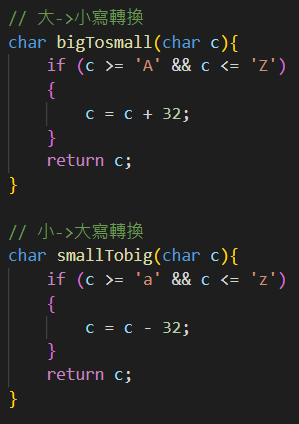 // 大->小寫轉換
char bigTosmall(char c){
    if (c >= 'A' && c <= 'Z')
    {
        c = c + 32;
    }
    return c;
}

// 小->大寫轉換
char smallTobig(char c){
    if (c >= 'a' && c <= 'z')
    {
        c = c - 32;
    }
    return c;
}